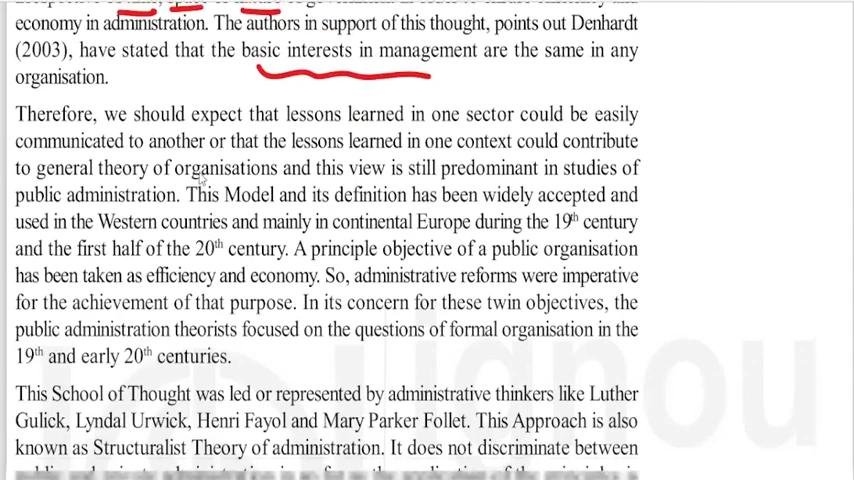 economy in administration. The authors in support of this thought, points out Denhardt
(2003), have stated that the basic interests in management are the same in any
organisation.
Therefore, we should expect that lessons learned in one sector could be easily
communicated to another or that the lessons learned in one context could contribute
to general theory of organisations and this view is still predominant in studies of
public administration. This Model and its definition has been widely accepted and
used in the Western countries and mainly in continental Europe during the 19th century
and the first half of the 20th century. A principle objective of a public organisation
has been taken as efficiency and economy. So, administrative reforms were imperative
for the achievement of that purpose. In its concern for these twin objectives, the
public administration theorists focused on the questions of formal organisation in the
19th and early 20th centuries.
This School of Thought was led or represented by administrative thinkers like Luther
Gulick, Lyndal Urwick, Henri Fayol and Mary Parker Follet. This Approach is also
known as Structuralist Theory of administration. It does not discriminate between
ignou